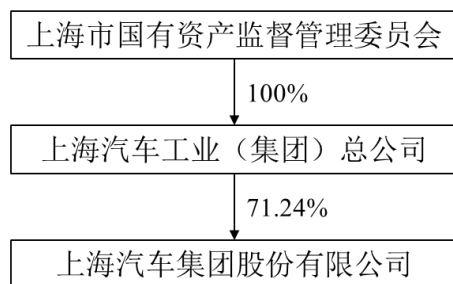 上海市国有资产监督管理委员会
100%
上海汽车工业（集团）总公司
71.24%
上海汽车集团股份有限公司